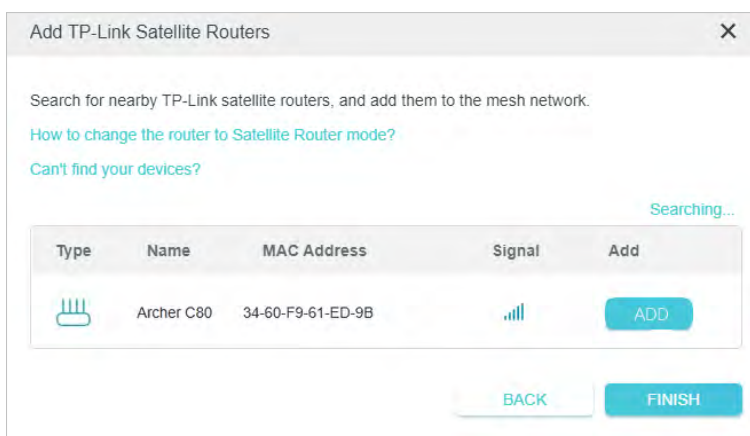 Add TP-Link Satellite Routers
Search for nearby TP-Link satellite routers, and add them to the mesh network.
How to change the router to Satellite Router mode?
Can't find your devices?
Searching...
Type Name MAC Address Signal Add
Archer C80 34-60-F9-61-ED-9B ADD
BACK FINISH